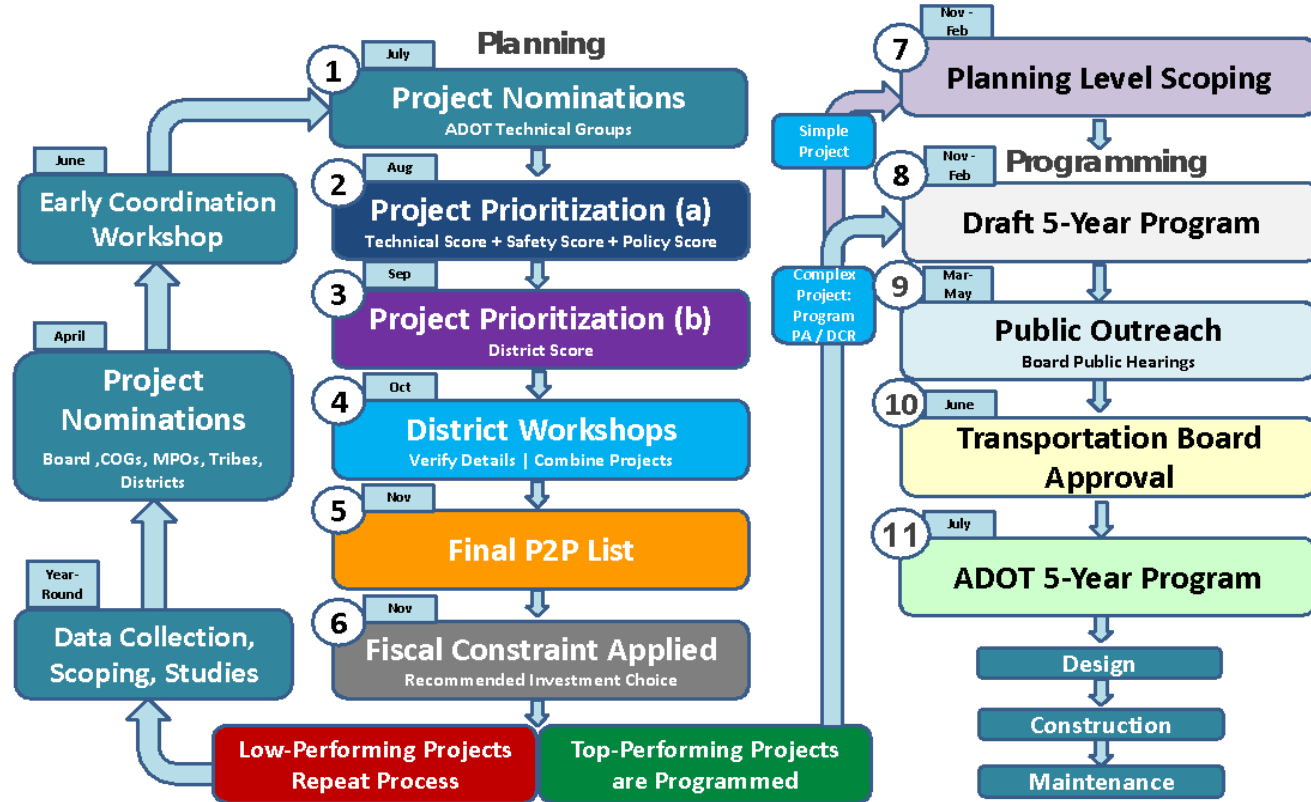 Year-
Round
Data Collection,
Scoping, Studies
April
Project
Nominations
Board ,COGs, MPOs, Tribes,
Districts
June
Early Coordination
Workshop
Planning
1
July
Project Nominations
ADOT Technical Groups
2
Aug
Project Prioritization (a)
Technical Score + Safety Score + Policy Score
3
Sep
Project Prioritization (b)
District Score
4
Oct
District Workshops
Verify Details | Combine Projects
5
Nov
Final P2P List
6
Nov
Fiscal Constraint Applied
Recommended Investment Choice
Low-Performing Projects
Repeat Process
Top-Performing Projects
are Programmed
Simple
Project
Complex
Project:
Program
PA / DCR
7
Nov -
Feb
Planning Level Scoping
Programming
8
Nov -
Feb
Draft 5-Year Program
9
Mar-
May
Public Outreach
Board Public Hearings
10
June
Transportation Board
Approval
11
July
ADOT 5-Year Program
Design
Construction
Maintenance